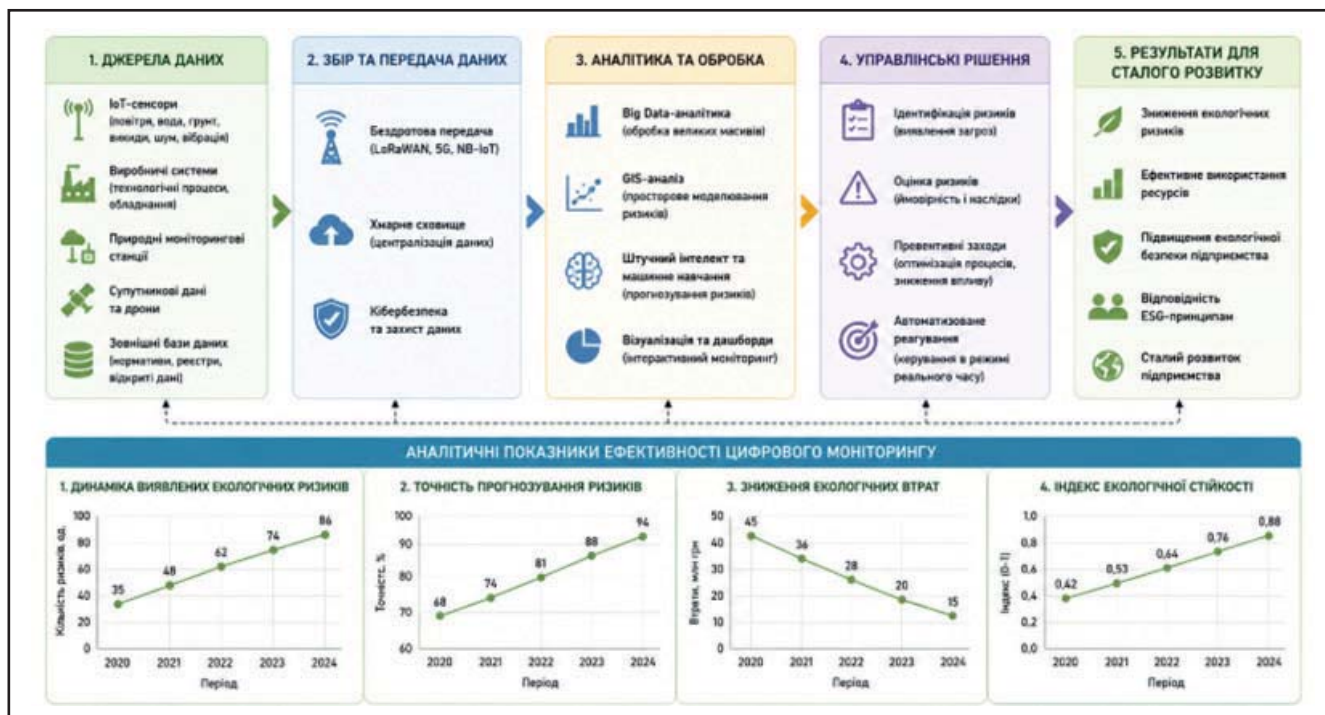 1. ДЖЕРЕЛА ДАНИХ
IoT-сенсори
(повітря, вода, грунт,
викиди, шум, вібрація)
Виробничі системи
(технологічні процеси,
обладнання)
Природні моніторингові
станції
Супутникові дані
та дрони
Зовнішні бази даних
(нормативи, реєстри,
відкриті дані)
2. ЗБІР ТА ПЕРЕДАЧА ДАНИХ
Бездротова передача
(LoRaWAN, 5G, NB-IoT)
Хмарне сховище
(централізація даних)
Кібербезпека
та захист даних
3. АНАЛІТИКА ТА ОБРОБКА
Big Data-аналітика
(обробка великих масивів)
GIS-аналіз
(просторове моделювання
ризиків)
Штучний інтелект та
машинне навчання
(прогнозування ризиків)
Візуалізація та дашборди
(інтерактивний моніторинг)
4. УПРАВЛІНСЬКІ РІШЕННЯ
Ідентифікація ризиків
(виявлення загроз)
Оцінка ризиків
(ймовірність і наслідки)
Превентивні заходи
(оптимізація процесів,
зниження впливу)
Автоматизоване
реагування
(керування в режимі
реального часу)
5. РЕЗУЛЬТАТИ ДЛЯ
СТАЛОГО РОЗВИТКУ
Зниження екологічних
ризиків
Ефективне використання
ресурсів
Підвищення екологічної
безпеки підприємства
Відповідність
ESG-принципан
Сталий розвиток
підприємства
АНАЛІТИЧНІ ПОКАЗНИКИ ЕФЕКТИВНОСТІ ЦИФРОВОГО МОНІТОРИНГУ
1. ДИНАМІКА ВИЯВЛЕНИХ ЕКОЛОГІЧНИХ РИЗИКІВ
Кількість ризиків, од.
100
80
60
40
20
0
35
48
62
74
86
2020 2021 2022 2023 2024
Період
2. ТОЧНІСТЬ ПРОГНОЗУВАННЯ РИЗИКІВ
Точність, %
100
90
80
70
60
68
74
81
88
94
2020 2021 2022 2023 2024
Період
3. ЗНИЖЕННЯ ЕКОЛОГІЧНИХ ВТРАТ
Втрати, млн грн
50
40
30
20
10
0
45
36
28
20
15
2020 2021 2022 2023 2024
Період
4. ІНДЕКС ЕКОЛОГІЧНОЇ СТІЙКОСТІ
Індекс (0-1)
1,0
0,8
0,6
0,4
0,2
0,0
0,42
0,53
0,64
0,76
0,88
2020 2021 2022 2023 2024
Період